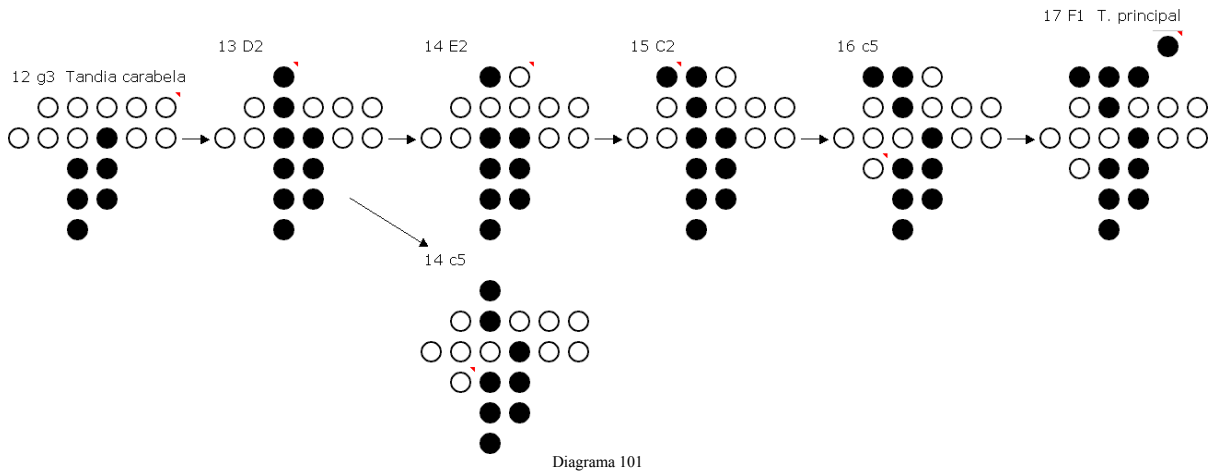 17 F1 T. principal
13 D2
14 E2
15 C2
16 c5
12 g3 Tandia carabela
14 c5
Diagrama 101